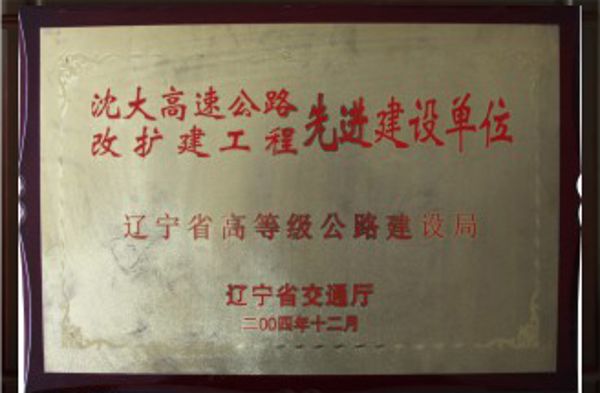 沈大高速公路
改扩建工程先进建设单位
辽宁省高等级公路建设局
辽宁省交通厅
二00四年十二月